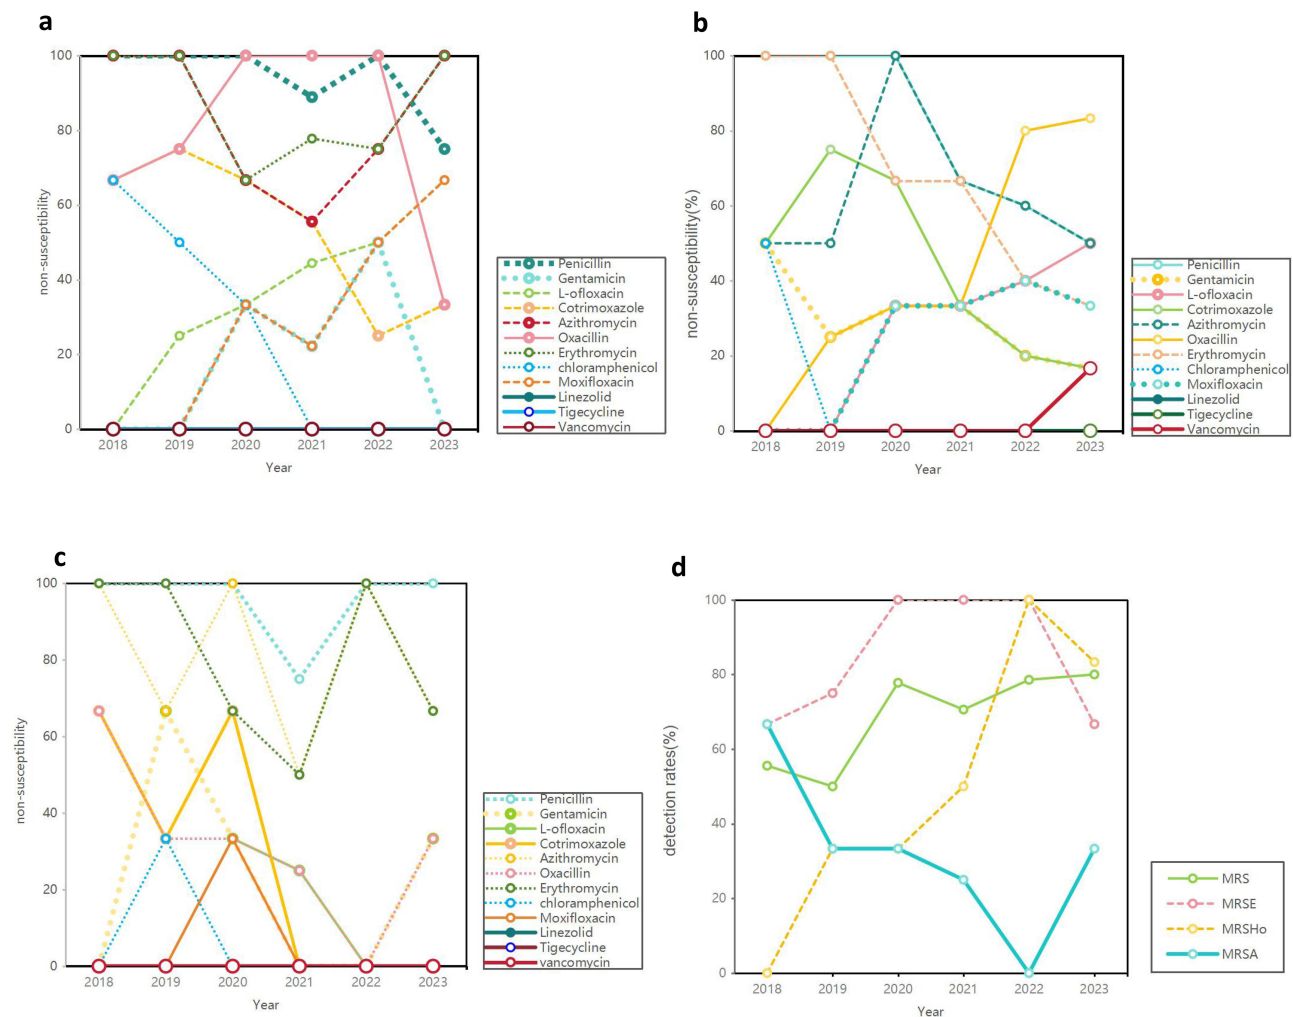 a
100
80
60
40
20
0
non-susceptibility
2018 2019 2020 2021 2022 2023
Year
Penicillin
Gentamicin
L-ofloxacin
Cotrimoxazole
Azithromycin
Oxacillin
Erythromycin
chloramphenicol
Moxifloxacin
Linezolid
Tigecycline
Vancomycin
b
100
80
60
40
20
0
non-susceptibility(%)
2018 2019 2020 2021 2022 2023
Year
Penicillin
Gentamicin
L-ofloxacin
Cotrimoxazole
Azithromycin
Oxacillin
Erythromycin
Chloramphenicol
Moxifloxacin
Linezolid
Tigecycline
Vancomycin
c
100
80
60
40
20
0
non-susceptibility
2018 2019 2020 2021 2022 2023
Year
Penicillin
Gentamicin
L-ofloxacin
Cotrimoxazole
Azithromycin
Oxacillin
Erythromycin
chloramphenicol
Moxifloxacin
Linezolid
Tigecycline
vancomycin
d
100
80
60
40
20
0
detection rates(%)
2018 2019 2020 2021 2022 2023
Year
MRS
MRSE
MRSHo
MRSA